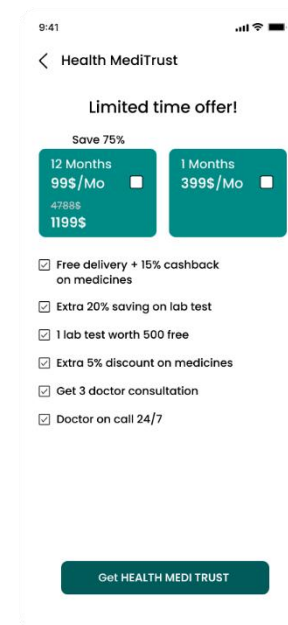 9:41
Health MediTrust
Limited time offer!
Save 75%
12 Months
99$/Mo
4788$
1199$
1 Months
399$/Mo
Free delivery + 15% cashback
on medicines
Extra 20% saving on lab test
1 lab test worth 500 free
Extra 5% discount on medicines
Get 3 doctor consultation
Doctor on call 24/7
Get HEALTH MEDI TRUST